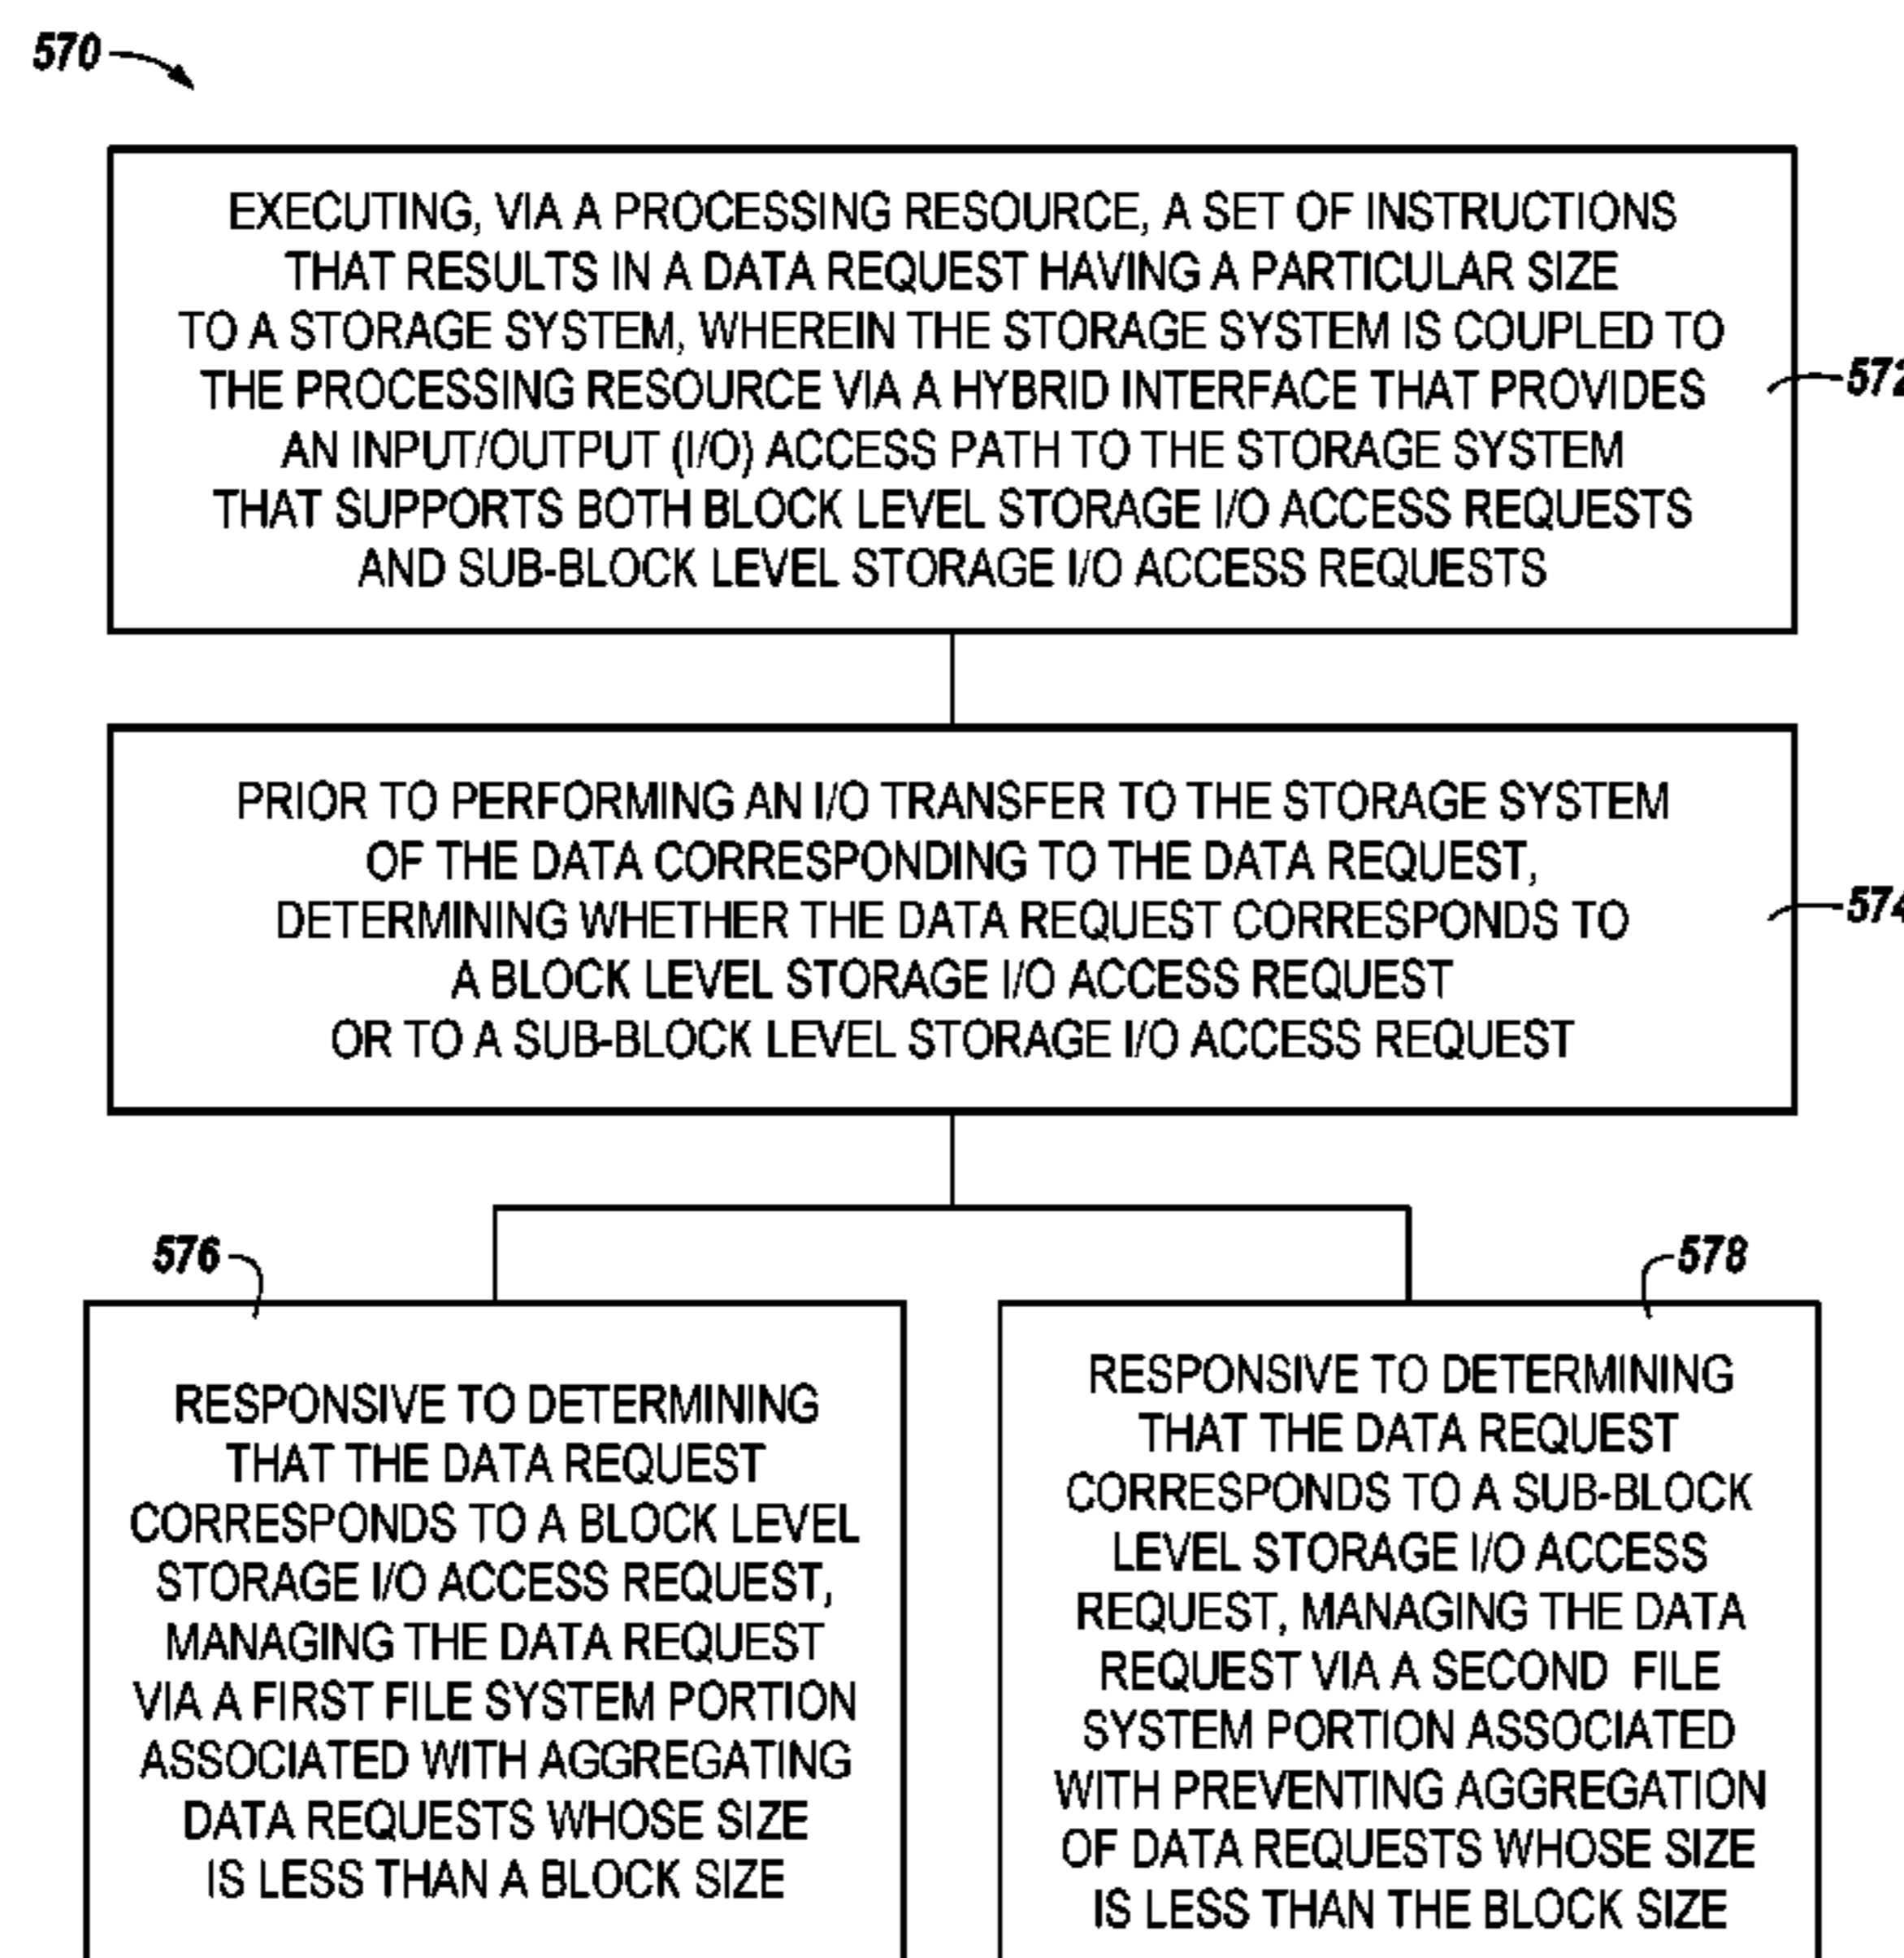 570
EXECUTING, VIA A PROCESSING RESOURCE, A SET OF INSTRUCTIONS
THAT RESULTS IN A DATA REQUEST HAVING A PARTICULAR SIZE
TO A STORAGE SYSTEM, WHEREIN THE STORAGE SYSTEM IS COUPLED TO
THE PROCESSING RESOURCE VIA A HYBRID INTERFACE THAT PROVIDES
AN INPUT/OUTPUT (I/O) ACCESS PATH TO THE STORAGE SYSTEM
THAT SUPPORTS BOTH BLOCK LEVEL STORAGE I/O ACCESS REQUESTS
AND SUB-BLOCK LEVEL STORAGE I/O ACCESS REQUESTS
572
PRIOR TO PERFORMING AN I/O TRANSFER TO THE STORAGE SYSTEM
OF THE DATA CORRESPONDING TO THE DATA REQUEST,
DETERMINING WHETHER THE DATA REQUEST CORRESPONDS TO
A BLOCK LEVEL STORAGE I/O ACCESS REQUEST
OR TO A SUB-BLOCK LEVEL STORAGE I/O ACCESS REQUEST
574
576
RESPONSIVE TO DETERMINING
THAT THE DATA REQUEST
CORRESPONDS TO A BLOCK LEVEL
STORAGE I/O ACCESS REQUEST,
MANAGING THE DATA REQUEST
VIA A FIRST FILE SYSTEM PORTION
ASSOCIATED WITH AGGREGATING
DATA REQUESTS WHOSE SIZE
IS LESS THAN A BLOCK SIZE
578
RESPONSIVE TO DETERMINING
THAT THE DATA REQUEST
CORRESPONDS TO A SUB-BLOCK
LEVEL STORAGE I/O ACCESS
REQUEST, MANAGING THE DATA
REQUEST VIA A SECOND FILE
SYSTEM PORTION ASSOCIATED
WITH PREVENTING AGGREGATION
OF DATA REQUESTS WHOSE SIZE
IS LESS THAN THE BLOCK SIZE